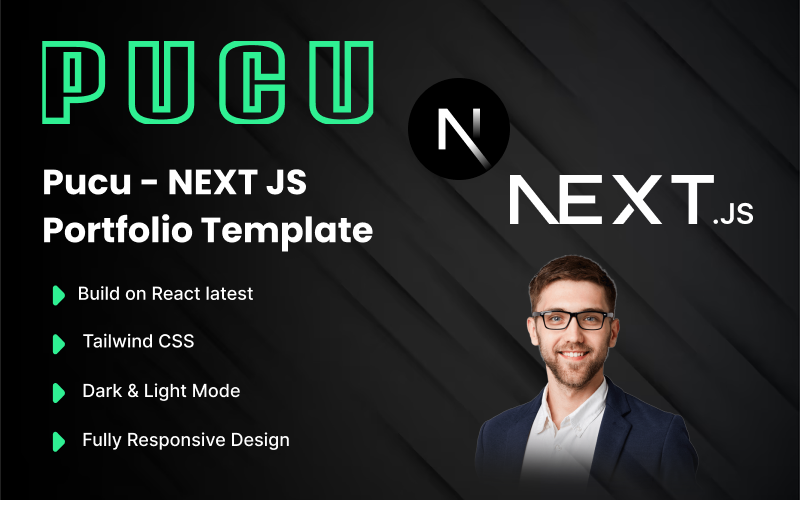 PUCU
N
NEXT.JS
Pucu - NEXT JS
Portfolio Template
Build on React latest
Tailwind CSS
Dark & Light Mode
Fully Responsive Design